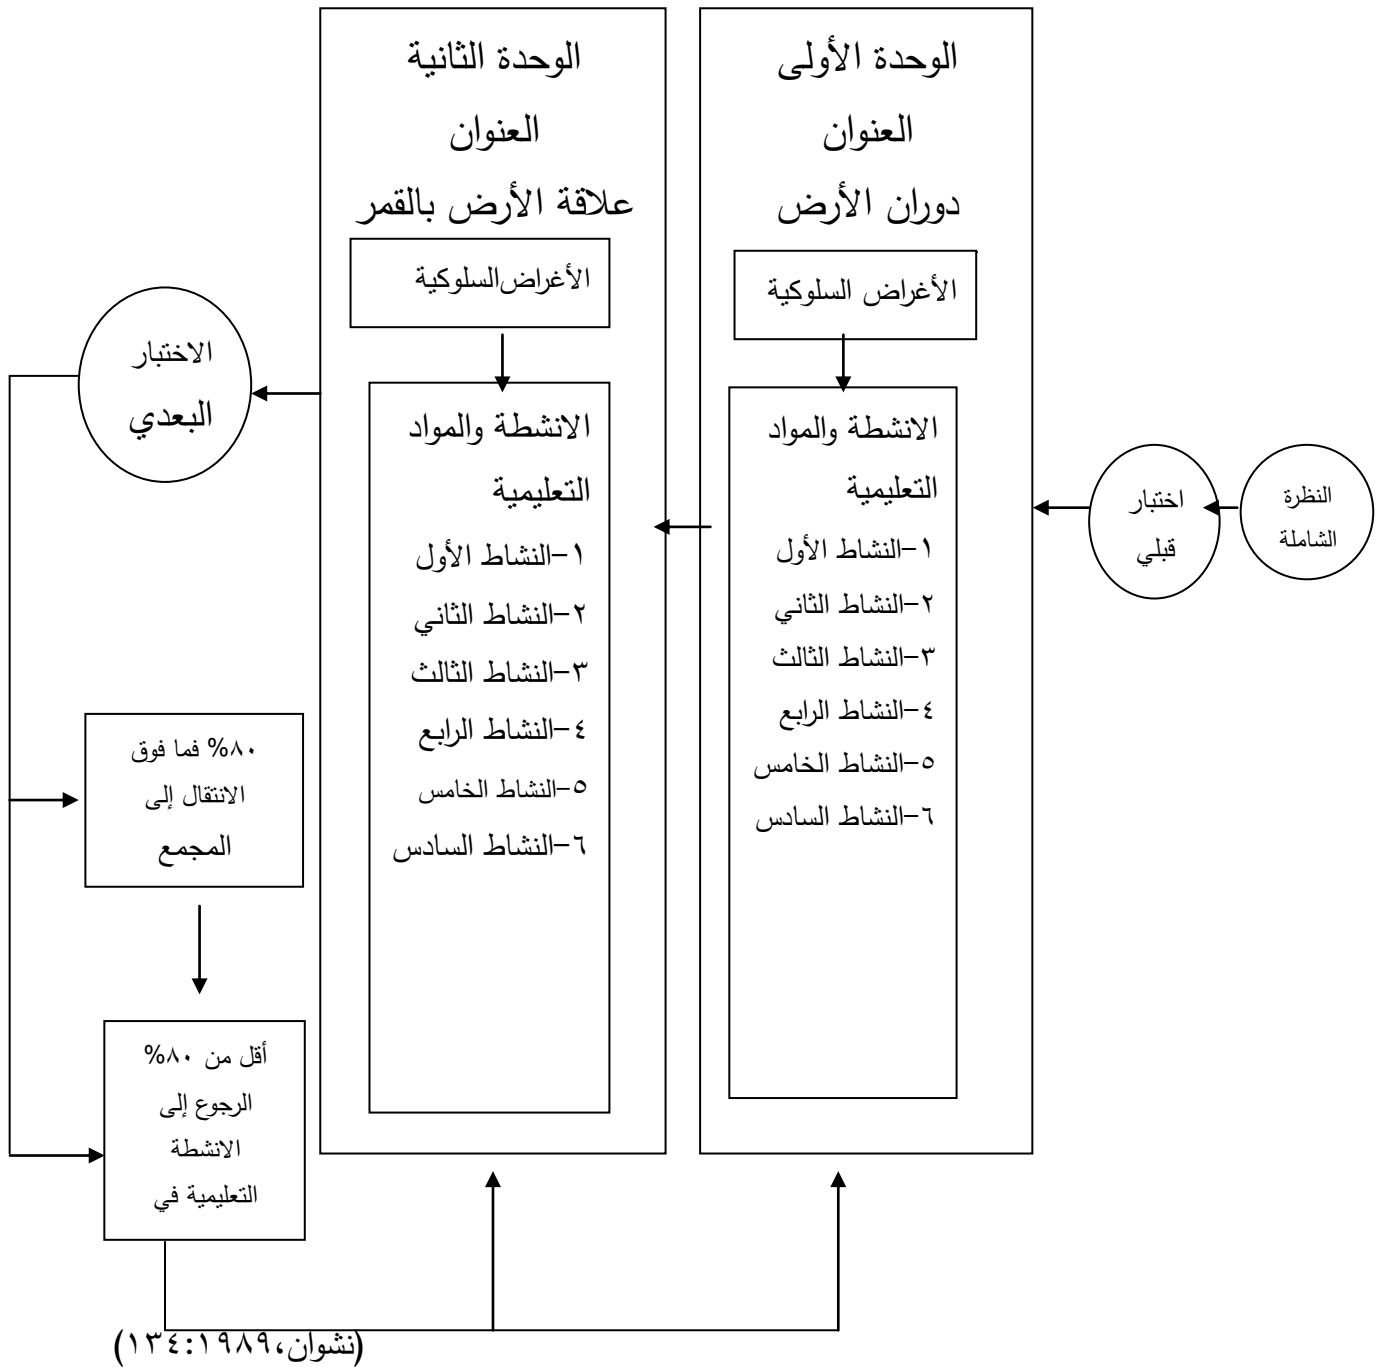 النظرة
الشاملة
اختبار
قبلي
الوحدة الأولى
العنوان
دوران الأرض
الأغراض السلوكية
الانشطة والمواد
التعليمية
١-النشاط الأول
٢-النشاط الثاني
٣-النشاط الثالث
٤-النشاط الرابع
٥-النشاط الخامس
٦-النشاط السادس
الوحدة الثانية
العنوان
علاقة الأرض بالقمر
الأغراض السلوكية
الانشطة والمواد
التعليمية
١-النشاط الأول
٢-النشاط الثاني
٣-النشاط الثالث
٤-النشاط الرابع
٥-النشاط الخامس
٦-النشاط السادس
الاختبار
البعدي
٨٠% فما فوق
الانتقال إلى
المجمع
أقل من ٨٠%
الرجوع إلى
الانشطة
التعليمية في
(نشوان،١٩٨٩:١٣٤)